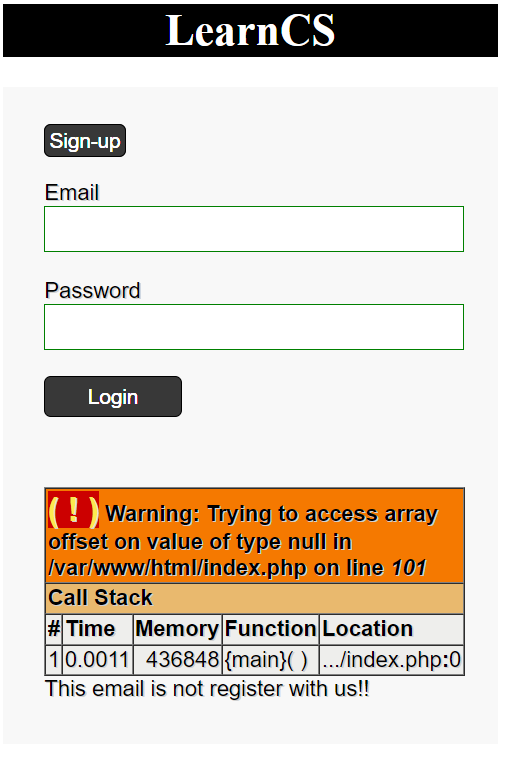 LearnCS
Sign-up
Email
Password
Login
( ! ) Warning: Trying to access array
offset on value of type null in
/var/www/html/index.php on line 101
Call Stack
# Time Memory Function Location
1 0.0011 436848 {main}( ) .../index.php:0
This email is not register with us!!